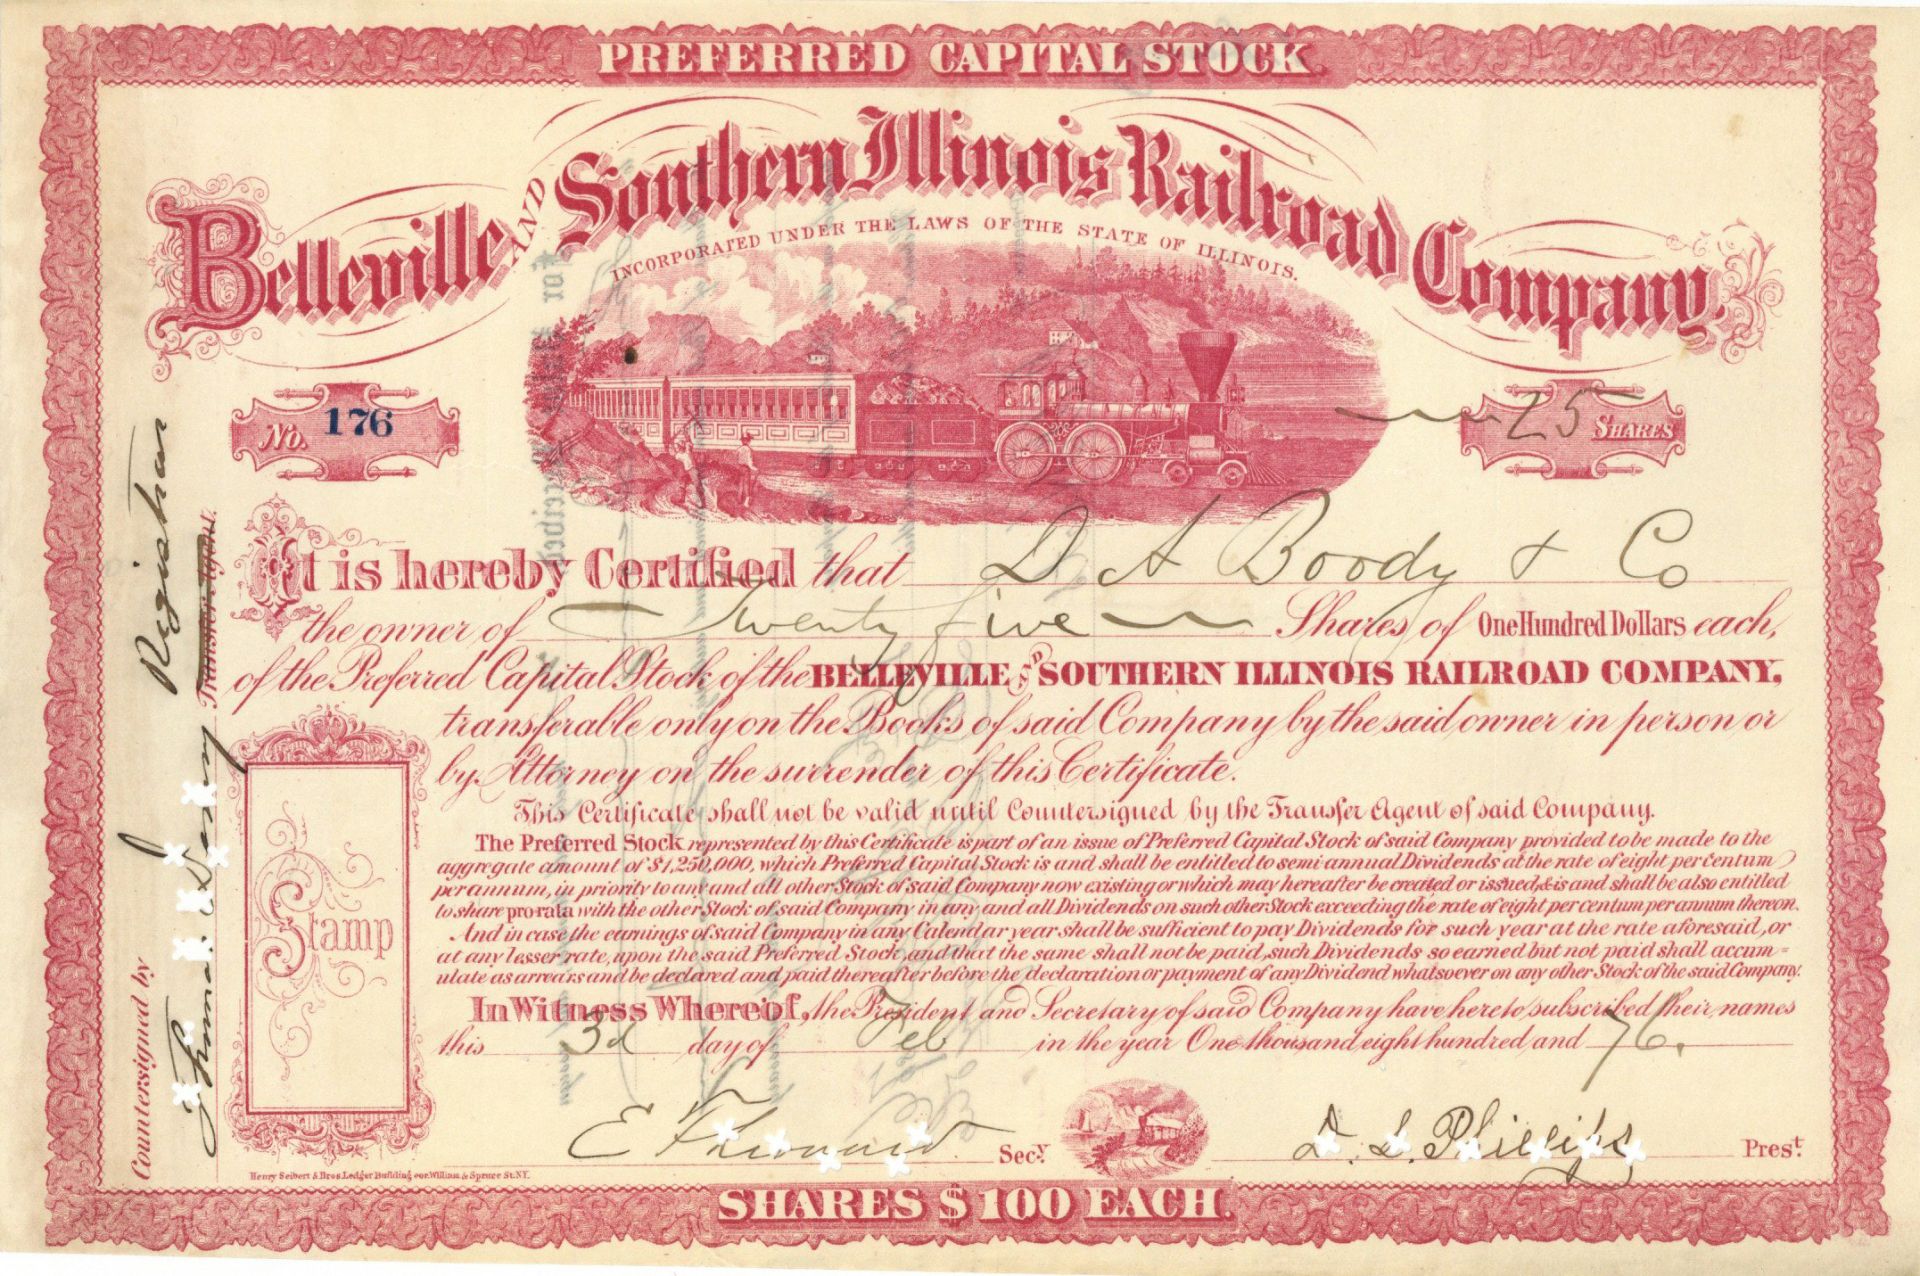 PREFERRED CAPITAL STOCK.
Belleville AND Southern Illinois Railroad Company.
INCORPORATED UNDER THE LAWS OF THE STATE OF ILLINOIS.
No. 176
25 SHARES
It is hereby Certified that D A Boody & Co
the owner of Twenty five Shares of One Hundred Dollars each,
of the Preferred Capital Stock of the BELLEVILLE AND SOUTHERN ILLINOIS RAILROAD COMPANY,
transferable only on the Books of said Company by the said owner in person or
by Attorney on the surrender of this Certificate.
This Certificate shall not be valid until Countersigned by the Transfer Agent of said Company.
The Preferred Stock represented by this Certificate is part of an issue of Preferred Capital Stock of said Company provided to be made to the
aggregate amount of $1,250,000, which Preferred Capital Stock is and shall be entitled to semi annual Dividends at the rate of eight per centum
per annum, in priority to any and all other Stock of said Company now existing or which may hereafter be created or issued, & is and shall be also entitled
to share pro-rata with the other Stock of said Company in any and all Dividends on such other Stock exceeding the rate of eight per centum per annum thereon.
And in case the earnings of said Company in any Calendar year shall be sufficient to pay Dividends for such year at the rate aforesaid, or
at any lesser rate, upon the said Preferred Stock, and that the same shall not be paid, such Dividends so earned but not paid shall accum-
ulate as arrears and be declared and paid thereafter before the declaration or payment of any Dividend whatsoever on any other Stock of the said Company.
In Witness Whereof, the President and Secretary of said Company have hereto subscribed their names
this 3d day of Feb in the year One thousand eight hundred and 76.
Secy.
D. L. Phillips Prest.
Stamp
Countersigned by
Transfer Agent.
Registrar
Henry Seibert & Bros. Ledger Building cor. William & Spruce St. N.Y.
SHARES $100 EACH.